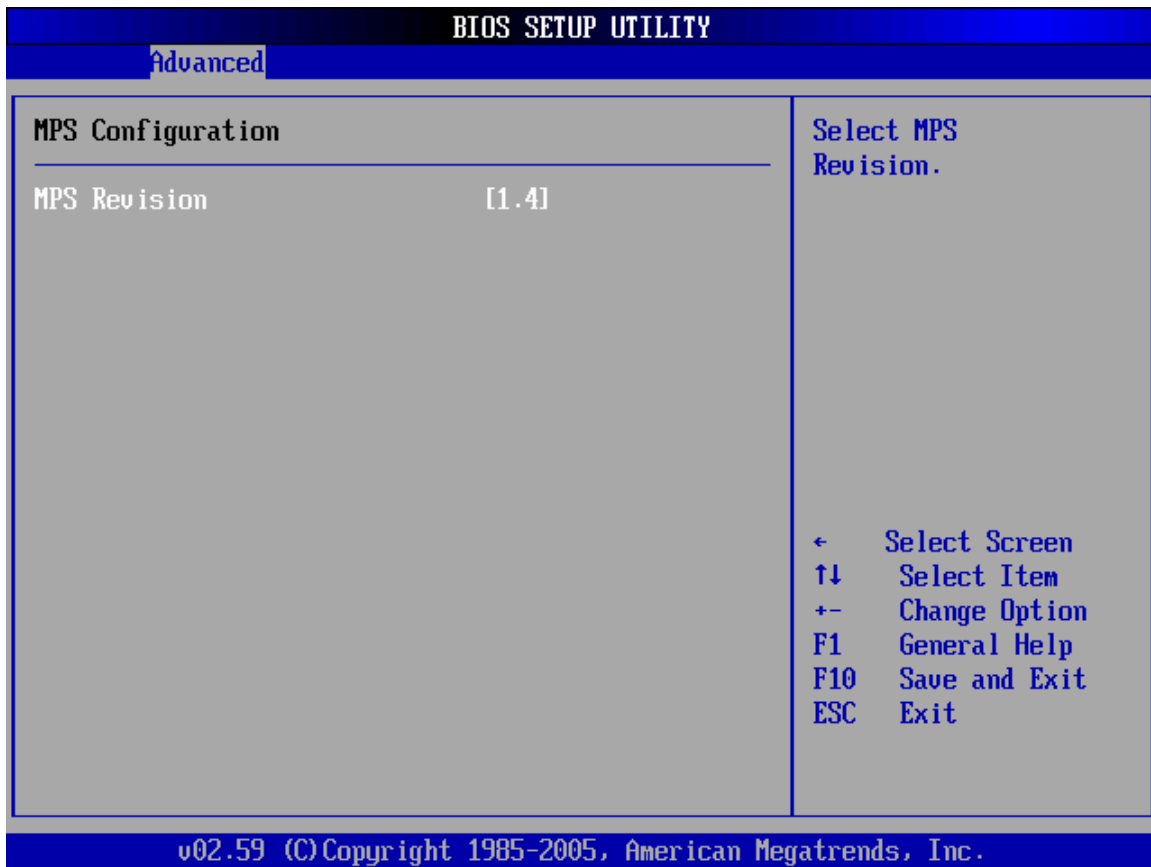 BIOS SETUP UTILITY
Advanced
MPS Configuration
MPS Revision [1.4]
Select MPS
Revision.
← Select Screen
↑↓ Select Item
+- Change Option
F1 General Help
F10 Save and Exit
ESC Exit
v02.59 (C)Copyright 1985-2005, American Megatrends, Inc.